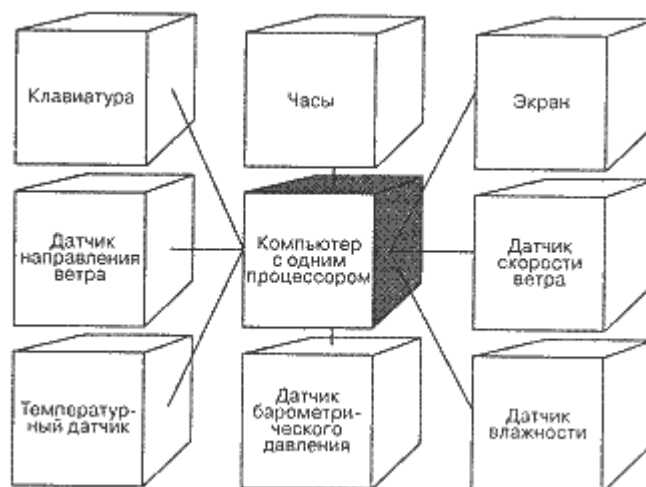 Клавиатура
Часы
Экран
Датчик
направления
ветра
Компьютер
с одним
процессором
Датчик
скорости
ветра
Температур-
ный датчик
Датчик
барометри-
ческого
давления
Датчик
влажности